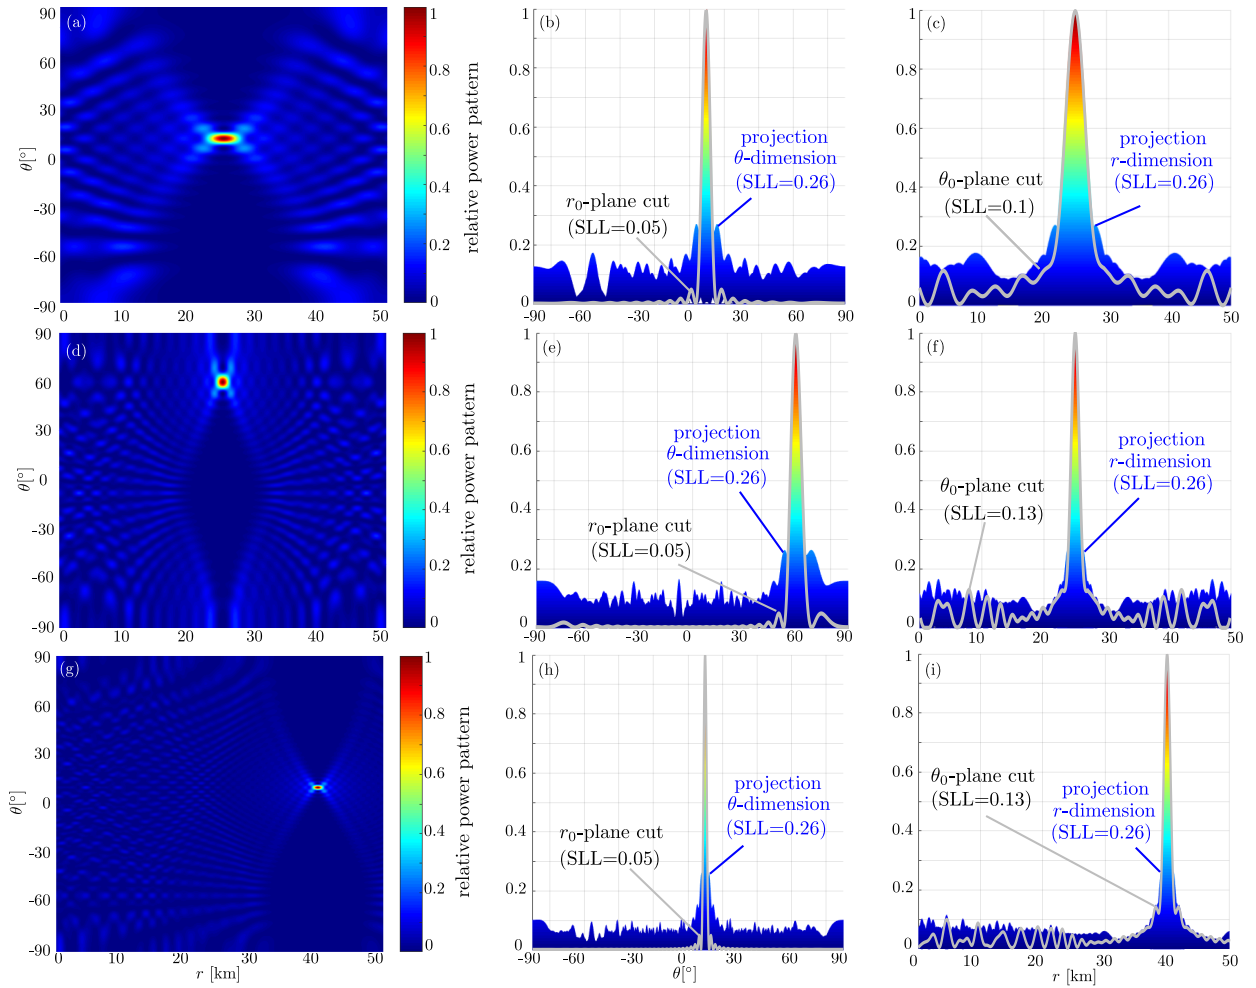 (a)
90
60
30
0
-30
-60
-90
θ[°]
0
10
20
30
40
50
1
0.8
0.6
0.4
0.2
0
relative power pattern
(b)
1
0.8
0.6
0.4
0.2
0
-90
-60
-30
0
30
60
90
projection
θ-dimension
(SLL=0.26)
r₀-plane cut
(SLL=0.05)
(c)
1
0.8
0.6
0.4
0.2
0
0
10
20
30
40
50
projection
r-dimension
(SLL=0.26)
θ₀-plane cut
(SLL=0.1)
(d)
90
60
30
0
-30
-60
-90
θ[°]
0
10
20
30
40
50
1
0.8
0.6
0.4
0.2
0
relative power pattern
(e)
1
0.8
0.6
0.4
0.2
0
-90
-60
-30
0
30
60
90
projection
θ-dimension
(SLL=0.26)
r₀-plane cut
(SLL=0.05)
(f)
1
0.8
0.6
0.4
0.2
0
0
10
20
30
40
50
projection
r-dimension
(SLL=0.26)
θ₀-plane cut
(SLL=0.13)
(g)
90
60
30
0
-30
-60
-90
θ[°]
0
10
20
30
40
50
r [km]
1
0.8
0.6
0.4
0.2
0
relative power pattern
(h)
1
0.8
0.6
0.4
0.2
0
-90
-60
-30
0
30
60
90
θ[°]
projection
θ-dimension
(SLL=0.26)
r₀-plane cut
(SLL=0.05)
(i)
1
0.8
0.6
0.4
0.2
0
0
10
20
30
40
50
r [km]
θ₀-plane cut
(SLL=0.13)
projection
r-dimension
(SLL=0.26)